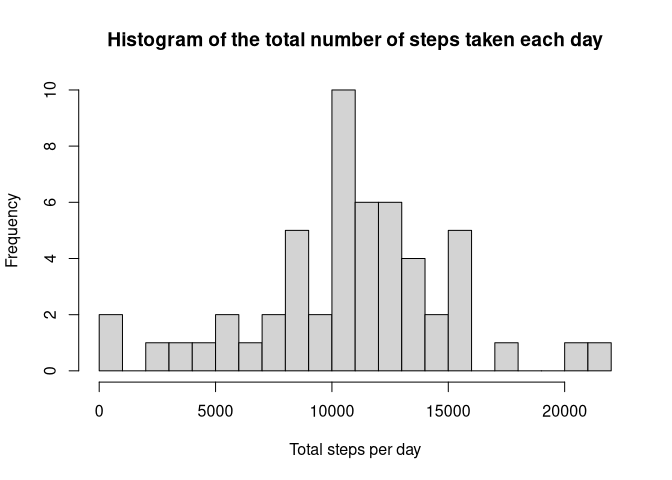 Histogram of the total number of steps taken each day
Frequency
10
8
6
4
2
0
0 5000 10000 15000 20000
Total steps per day